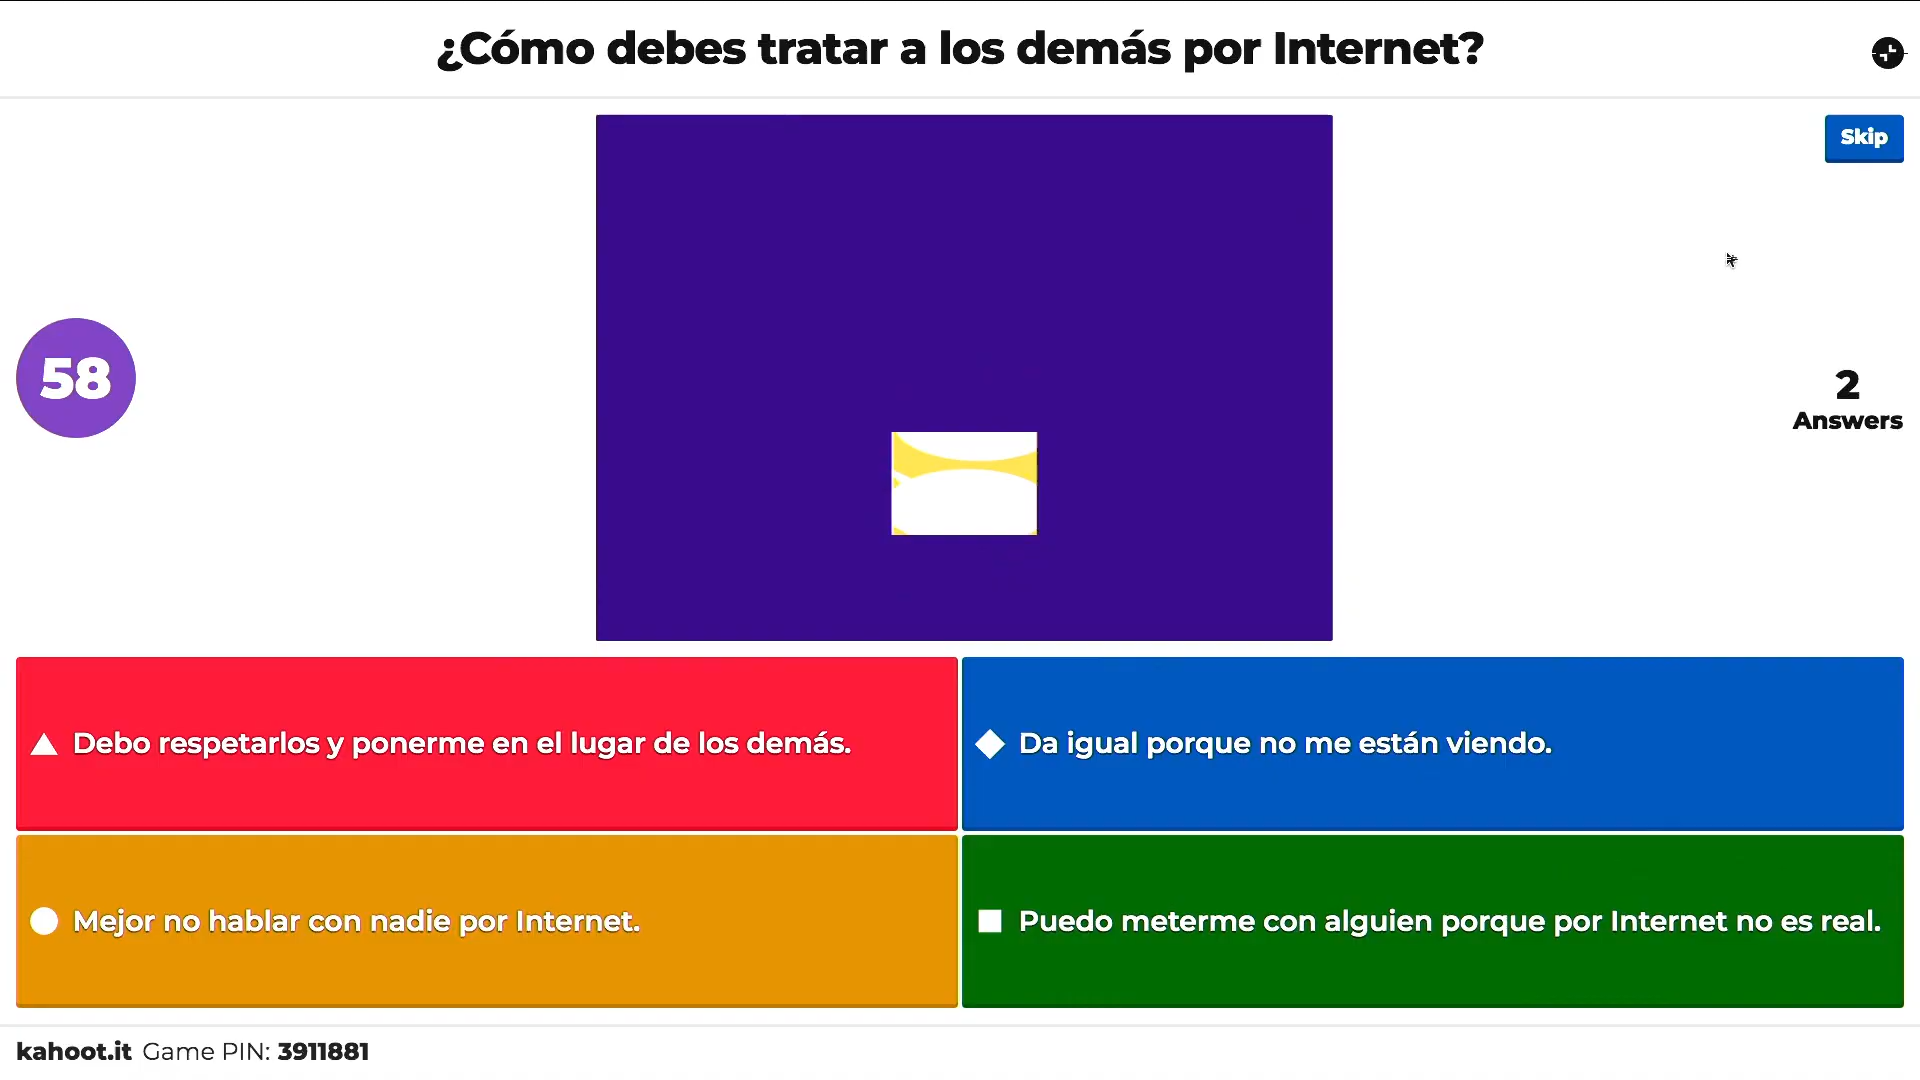 ¿Cómo debes tratar a los demás por Internet?
Skip
58
2
Answers
Debo respetarlos y ponerme en el lugar de los demás.
Da igual porque no me están viendo.
Mejor no hablar con nadie por Internet.
Puedo meterme con alguien porque por Internet no es real.
kahoot.it Game PIN: 3911881